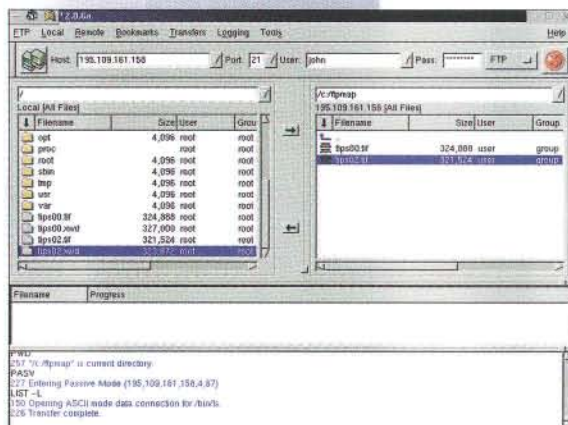 2.0.6a
FTP Local Remote Bookmarks Transfers Logging Tools Help
Host: 195.109.161.158 Port: 21 User: john Pass: ******** FTP
/ /c:/ftpmap
Local [All Files] 195.109.161.158 [All Files]
Filename Size User Grou Filename Size User Group
opt 4,096 root root ..
proc root root tips00.tif 324,888 user group
root 4,096 root root tips02.tif 321,524 user group
sbin 4,096 root root
tmp 4,096 root root
usr 4,096 root root
var 4,096 root root
tips00.tif 324,888 root root
tips00.xwd 327,000 root root
tips02.tif 321,524 root root
tips02.xwd root root
Filename Progress
PWD
257 "/c:/ftpmap" is current directory.
PASV
227 Entering Passive Mode (195,109,161,158,4,87)
LIST -L
150 Opening ASCII mode data connection for /bin/ls.
226 Transfer complete.